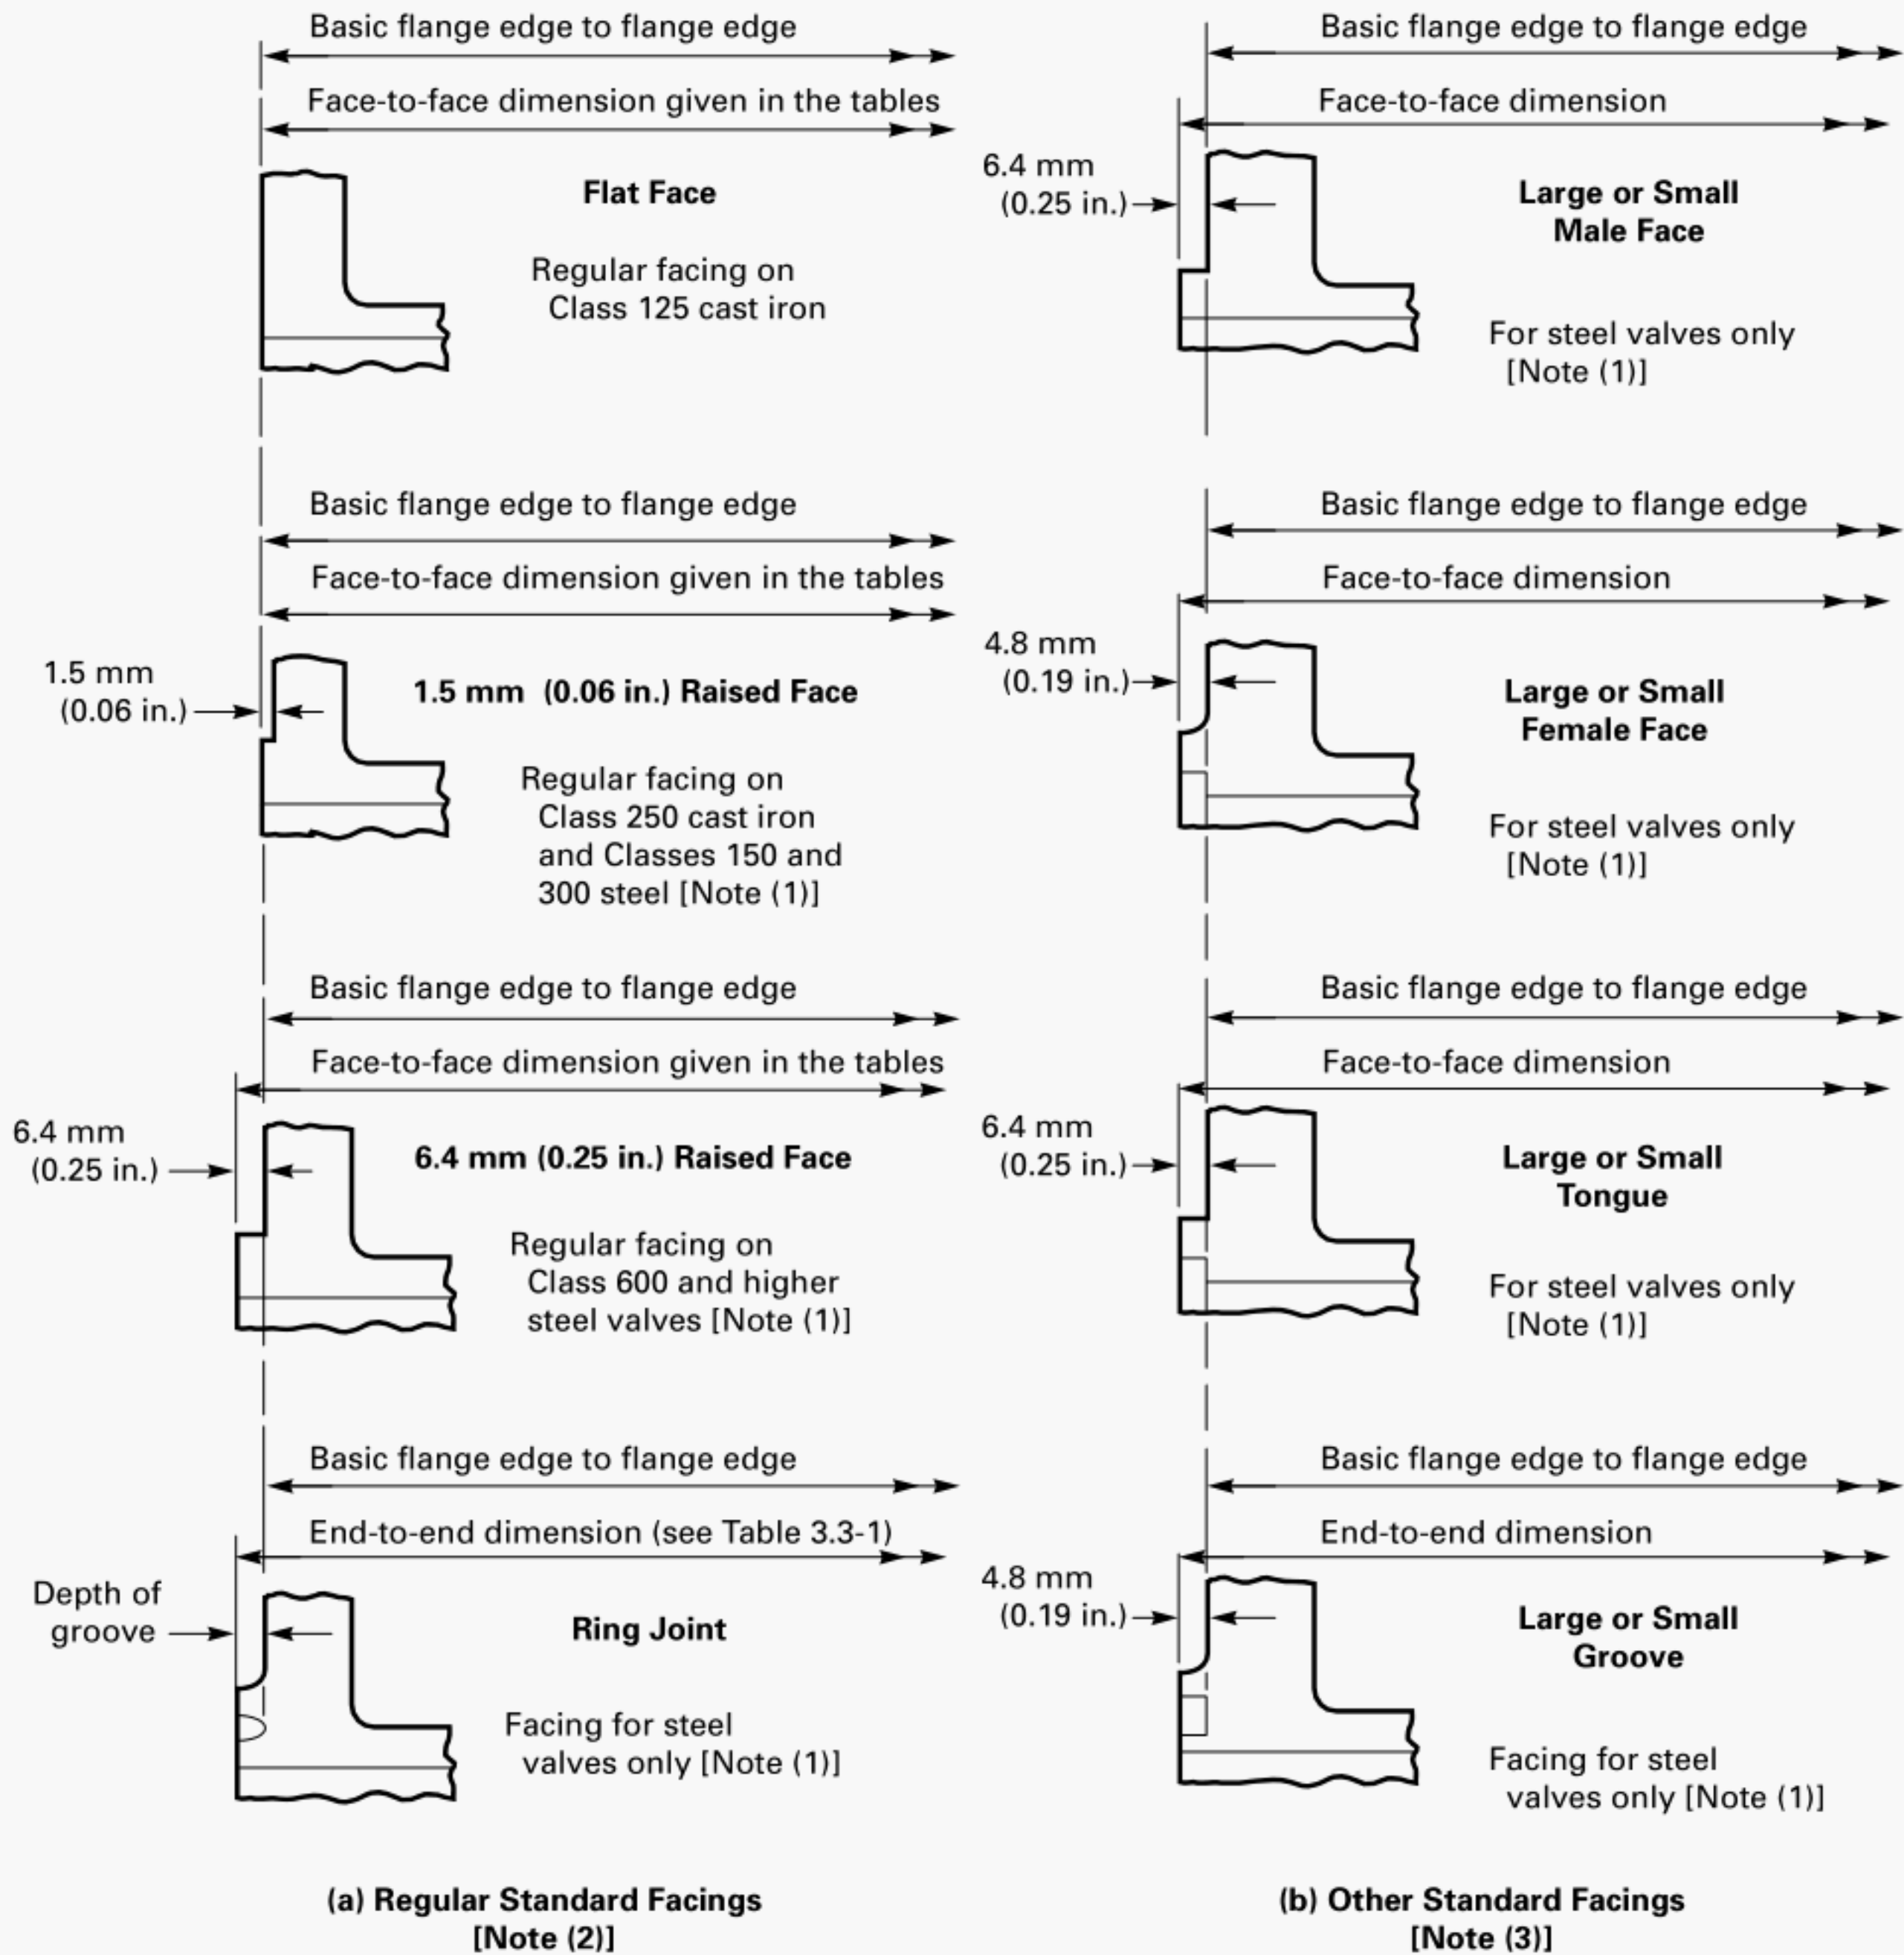 Basic flange edge to flange edge
Face-to-face dimension given in the tables
Flat Face
Regular facing on
Class 125 cast iron
Basic flange edge to flange edge
Face-to-face dimension given in the tables
1.5 mm
(0.06 in.)
1.5 mm (0.06 in.) Raised Face
Regular facing on
Class 250 cast iron
and Classes 150 and
300 steel [Note (1)]
Basic flange edge to flange edge
Face-to-face dimension given in the tables
6.4 mm
(0.25 in.)
6.4 mm (0.25 in.) Raised Face
Regular facing on
Class 600 and higher
steel valves [Note (1)]
Basic flange edge to flange edge
End-to-end dimension (see Table 3.3-1)
Depth of
groove
Ring Joint
Facing for steel
valves only [Note (1)]
(a) Regular Standard Facings
[Note (2)]
Basic flange edge to flange edge
Face-to-face dimension
6.4 mm
(0.25 in.)
Large or Small
Male Face
For steel valves only
[Note (1)]
Basic flange edge to flange edge
Face-to-face dimension
4.8 mm
(0.19 in.)
Large or Small
Female Face
For steel valves only
[Note (1)]
Basic flange edge to flange edge
Face-to-face dimension
6.4 mm
(0.25 in.)
Large or Small
Tongue
For steel valves only
[Note (1)]
Basic flange edge to flange edge
End-to-end dimension
4.8 mm
(0.19 in.)
Large or Small
Groove
Facing for steel
valves only [Note (1)]
(b) Other Standard Facings
[Note (3)]